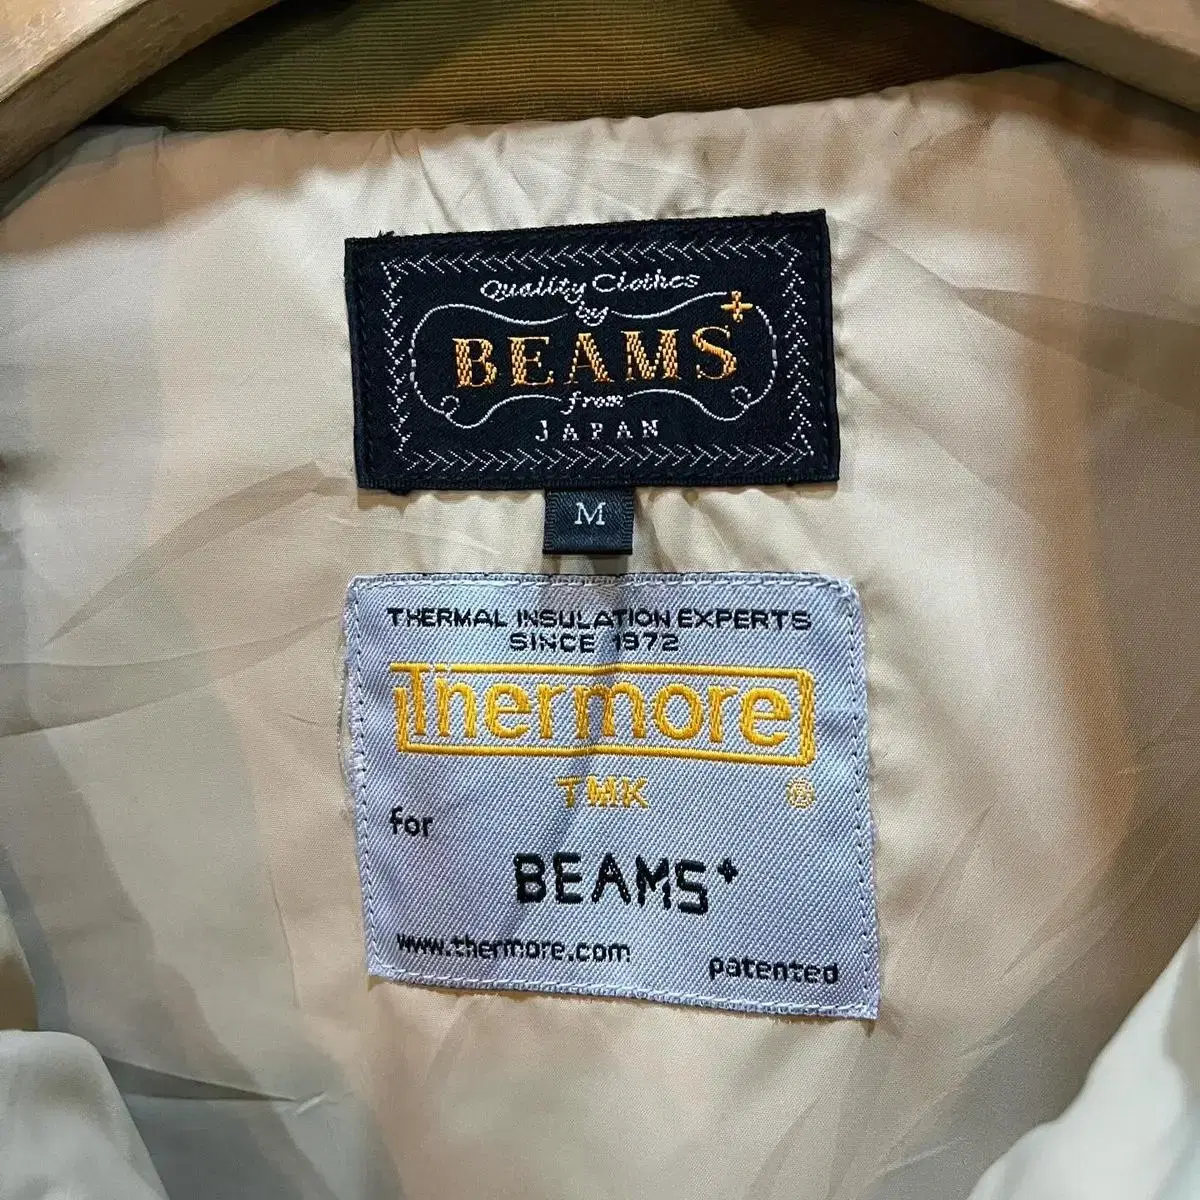 Quality Clothes
by
BEAMS+
from
JAPAN
M
THERMAL INSULATION EXPERTS
SINCE 1972
Thermore
TMK ®
for
BEAMS+
www.thermore.com
patented